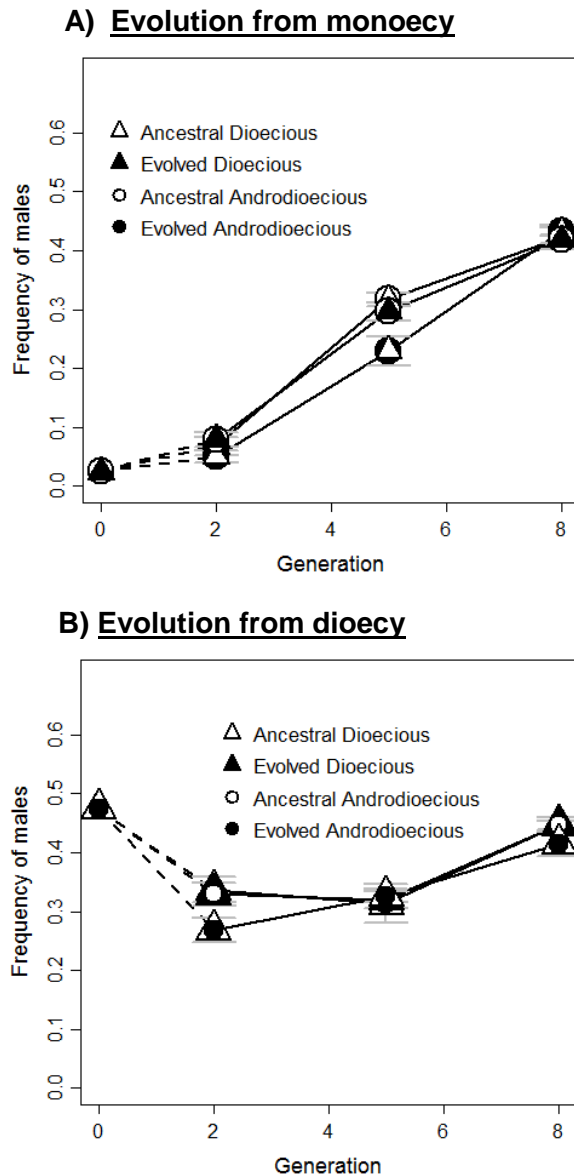 A) Evolution from monoecy
Ancestral Dioecious
Evolved Dioecious
Ancestral Androdioecious
Evolved Androdioecious
Frequency of males
0.0
0.1
0.2
0.3
0.4
0.5
0.6
0 2 4 6 8
Generation
B) Evolution from dioecy
Ancestral Dioecious
Evolved Dioecious
Ancestral Androdioecious
Evolved Androdioecious
Frequency of males
0.0
0.1
0.2
0.3
0.4
0.5
0.6
0 2 4 6 8
Generation